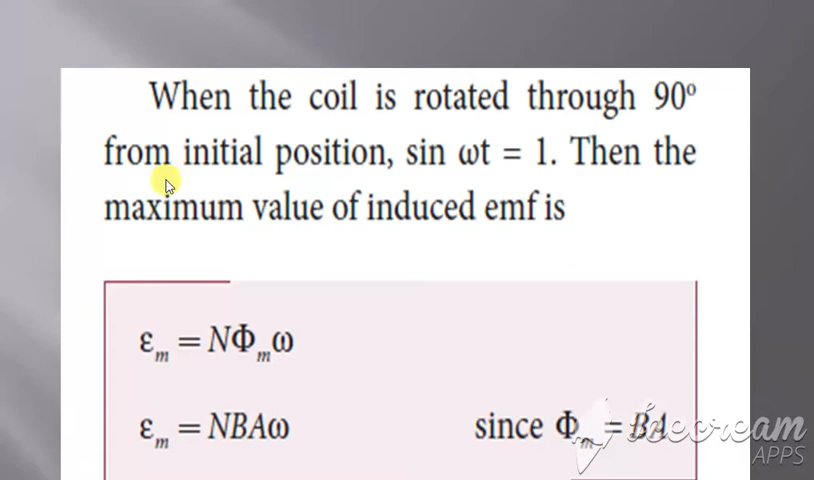 When the coil is rotated through 90º
from initial position, sin ωt = 1. Then the
maximum value of induced emf is
εm = NΦmω
εm = NBAω since Φm = BA
Icecream
APPS